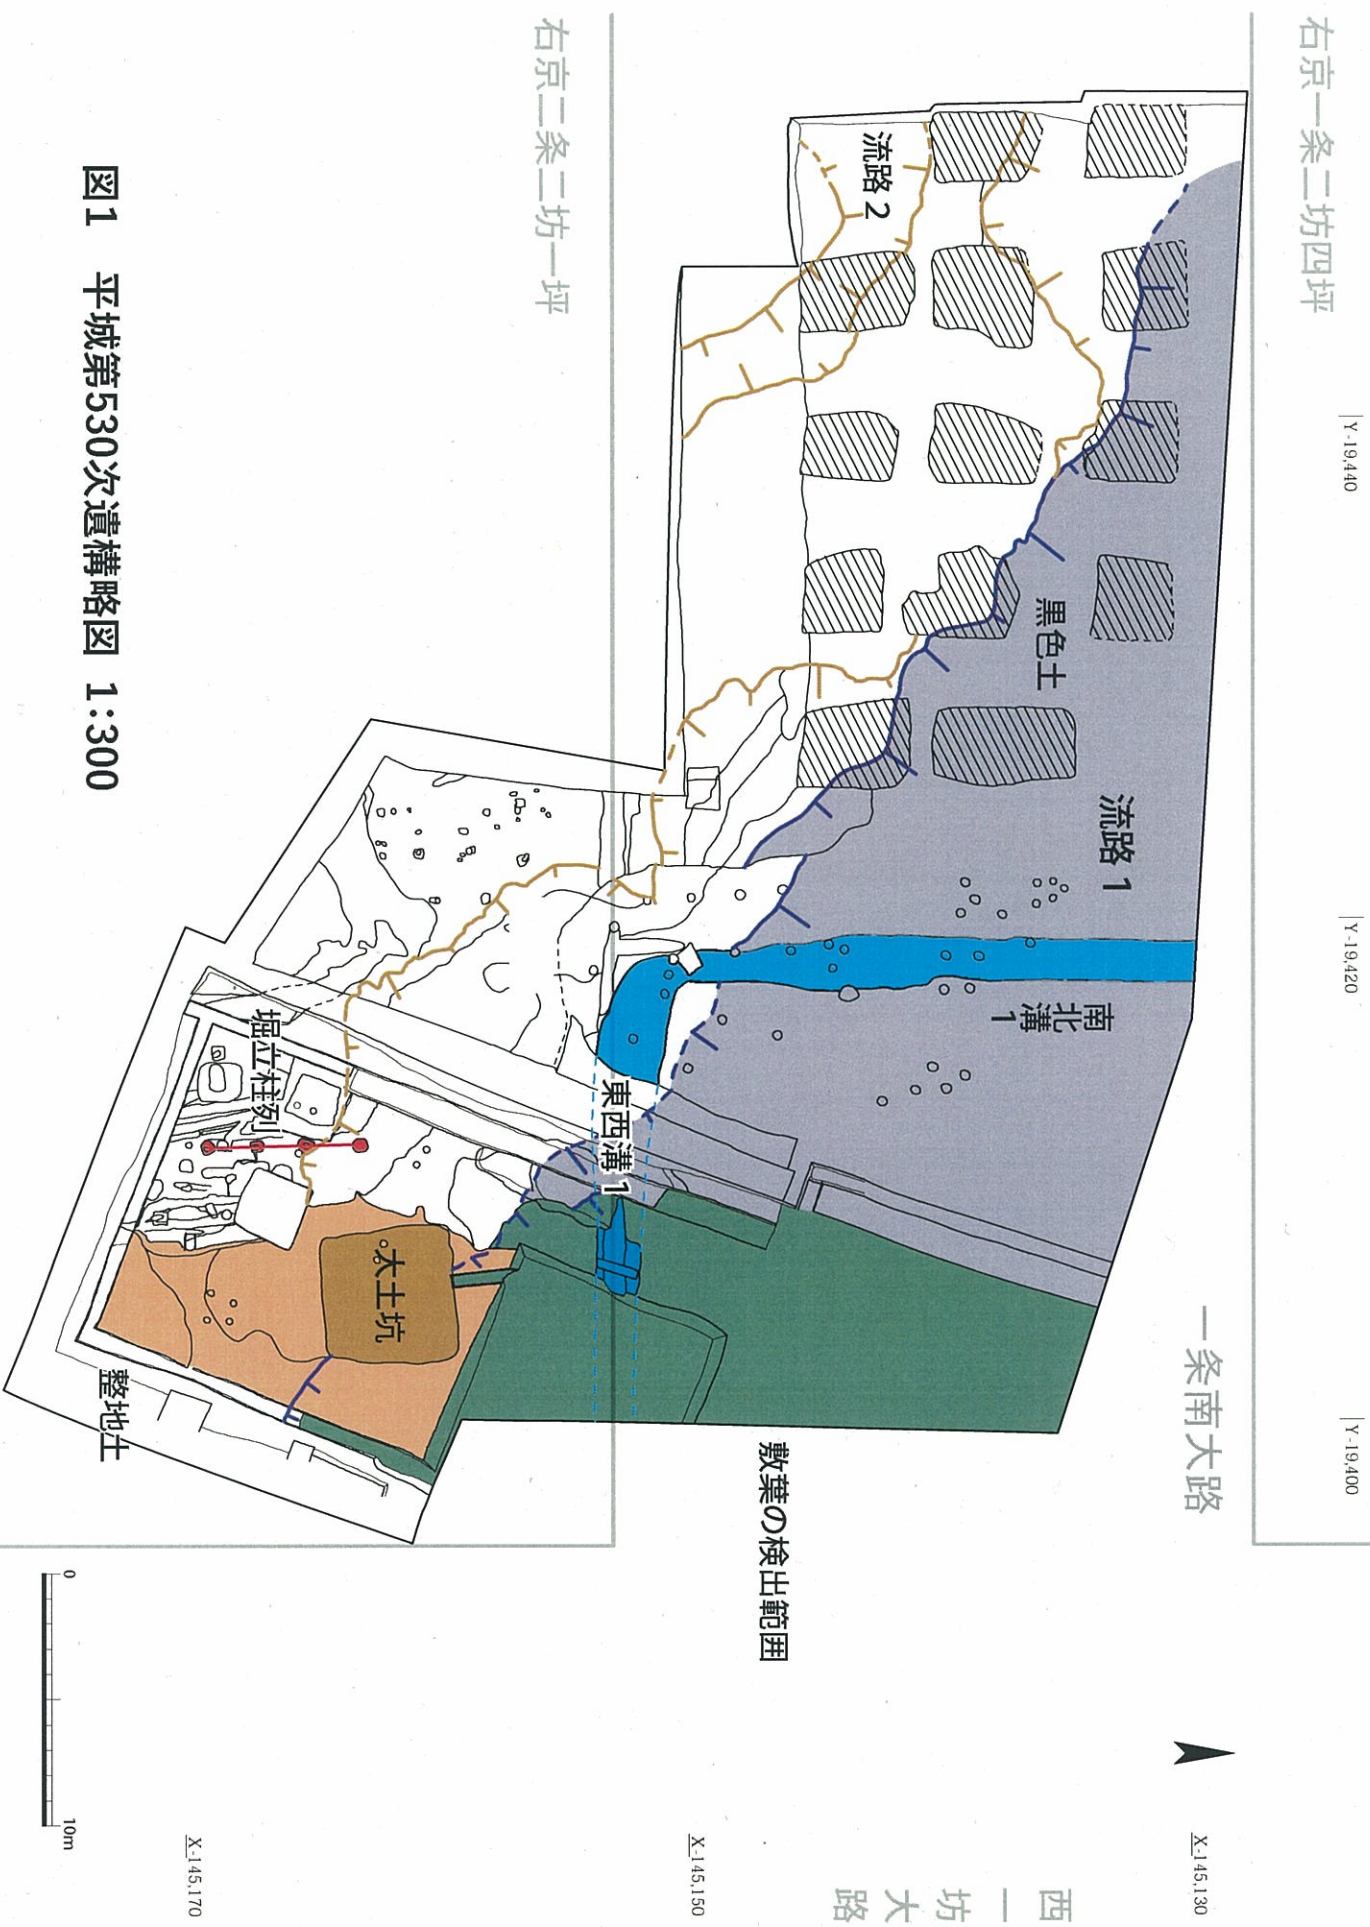 右京一条二坊四坪
Y-19,440
Y-19,420
Y-19,400
一条南大路
X-145,130
西一坊大路
X-145,150
X-145,170
右京二条二坊一坪
流路2
黒色土
流路1
南北溝1
東西溝1
敷葉の検出範囲
掘立柱列
大土坑
整地土
0
10m
図1 平城第530次遺構略図 1:300